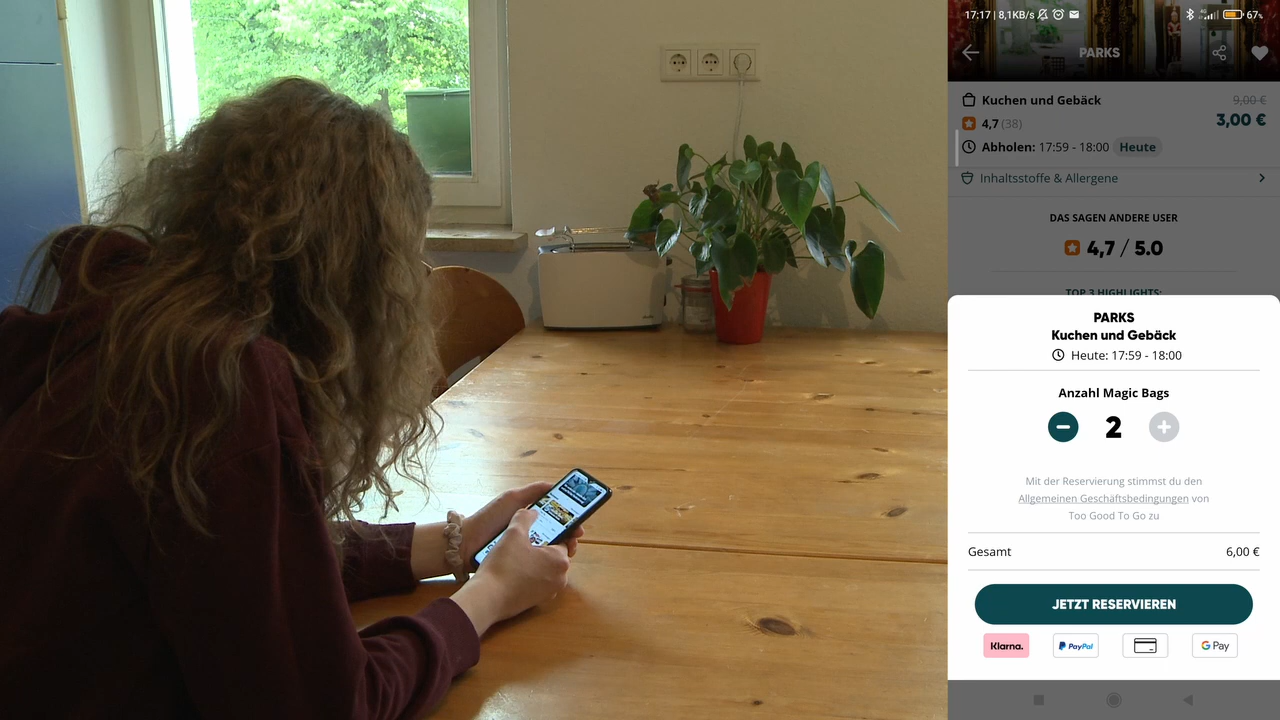 17:17 | 8,1KB/s
67%
PARKS
Kuchen und Gebäck
9,00 €
4,7 (38)
3,00 €
Abholen: 17:59 - 18:00 Heute
Inhaltsstoffe & Allergene
DAS SAGEN ANDERE USER
4,7 / 5.0
TOP 3 HIGHLIGHTS:
PARKS
Kuchen und Gebäck
Heute: 17:59 - 18:00
Anzahl Magic Bags
2
Mit der Reservierung stimmst du den
Allgemeinen Geschäftsbedingungen von
Too Good To Go zu
Gesamt 6,00 €
JETZT RESERVIEREN
Klarna. PayPal G Pay